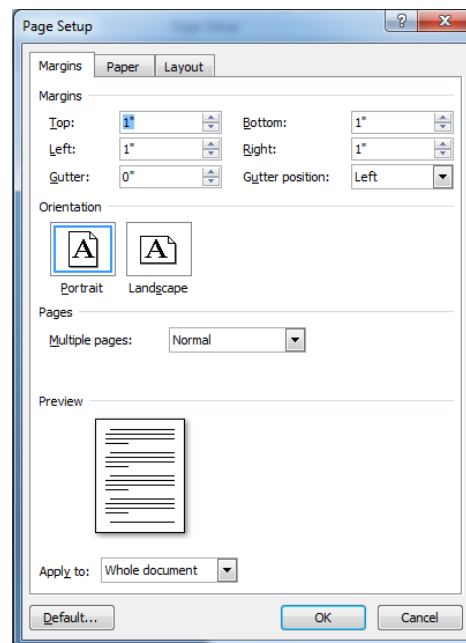 Page Setup
Margins Paper Layout
Margins
Top: 1" Bottom: 1"
Left: 1" Right: 1"
Gutter: 0" Gutter position: Left
Orientation
A A
Portrait Landscape
Pages
Multiple pages: Normal
Preview
Apply to: Whole document
Default... OK Cancel